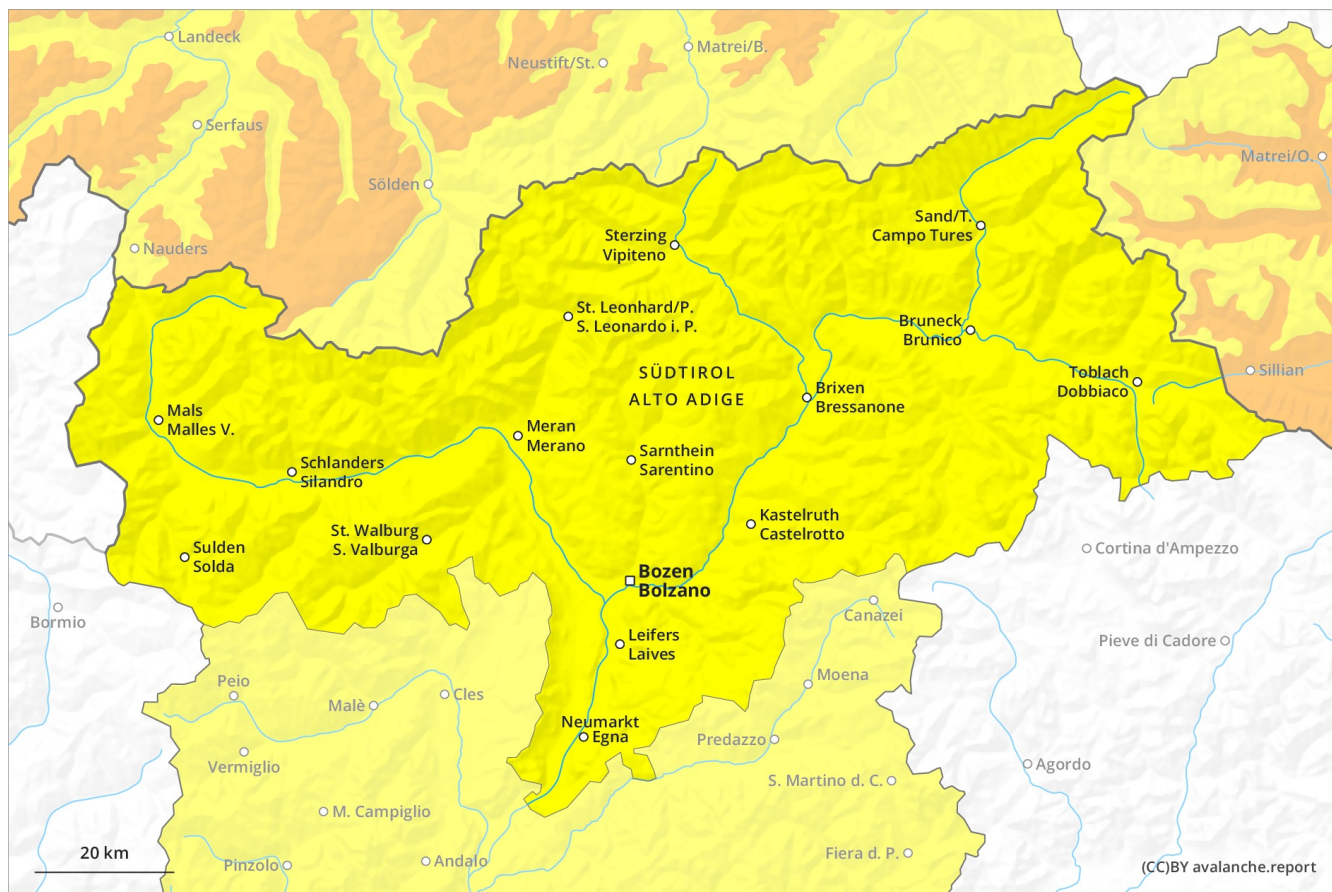 Landeck
Matrei/B.
Neustift/St.
Serfaus
Matrei/O.
Sölden
Sand/T.
Campo Tures
Sterzing
Vipiteno
Nauders
St. Leonhard/P.
S. Leonardo i. P.
Bruneck
Brunico
SÜDTIROL
ALTO ADIGE
Toblach
Dobbiaco
Sillian
Brixen
Bressanone
Mals
Malles V.
Meran
Merano
Sarnthein
Sarentino
Schlanders
Silandro
Kastelruth
Castelrotto
St. Walburg
S. Valburga
Sulden
Solda
Cortina d'Ampezzo
Bozen
Bolzano
Bormio
Canazei
Leifers
Laives
Pieve di Cadore
Moena
Peio
Malè
Cles
Neumarkt
Egna
Predazzo
Vermiglio
Agordo
S. Martino d. C.
M. Campiglio
20 km
Andalo
Pinzolo
Fiera d. P.
(CC)BY avalanche.report